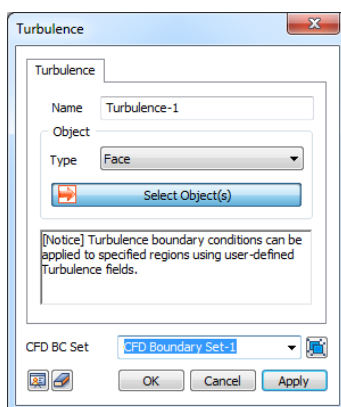 Turbulence
Turbulence
Name Turbulence-1
Object
Type Face
Select Object(s)
[Notice] Turbulence boundary conditions can be
applied to specified regions using user-defined
Turbulence fields.
CFD BC Set CFD Boundary Set-1
OK Cancel Apply